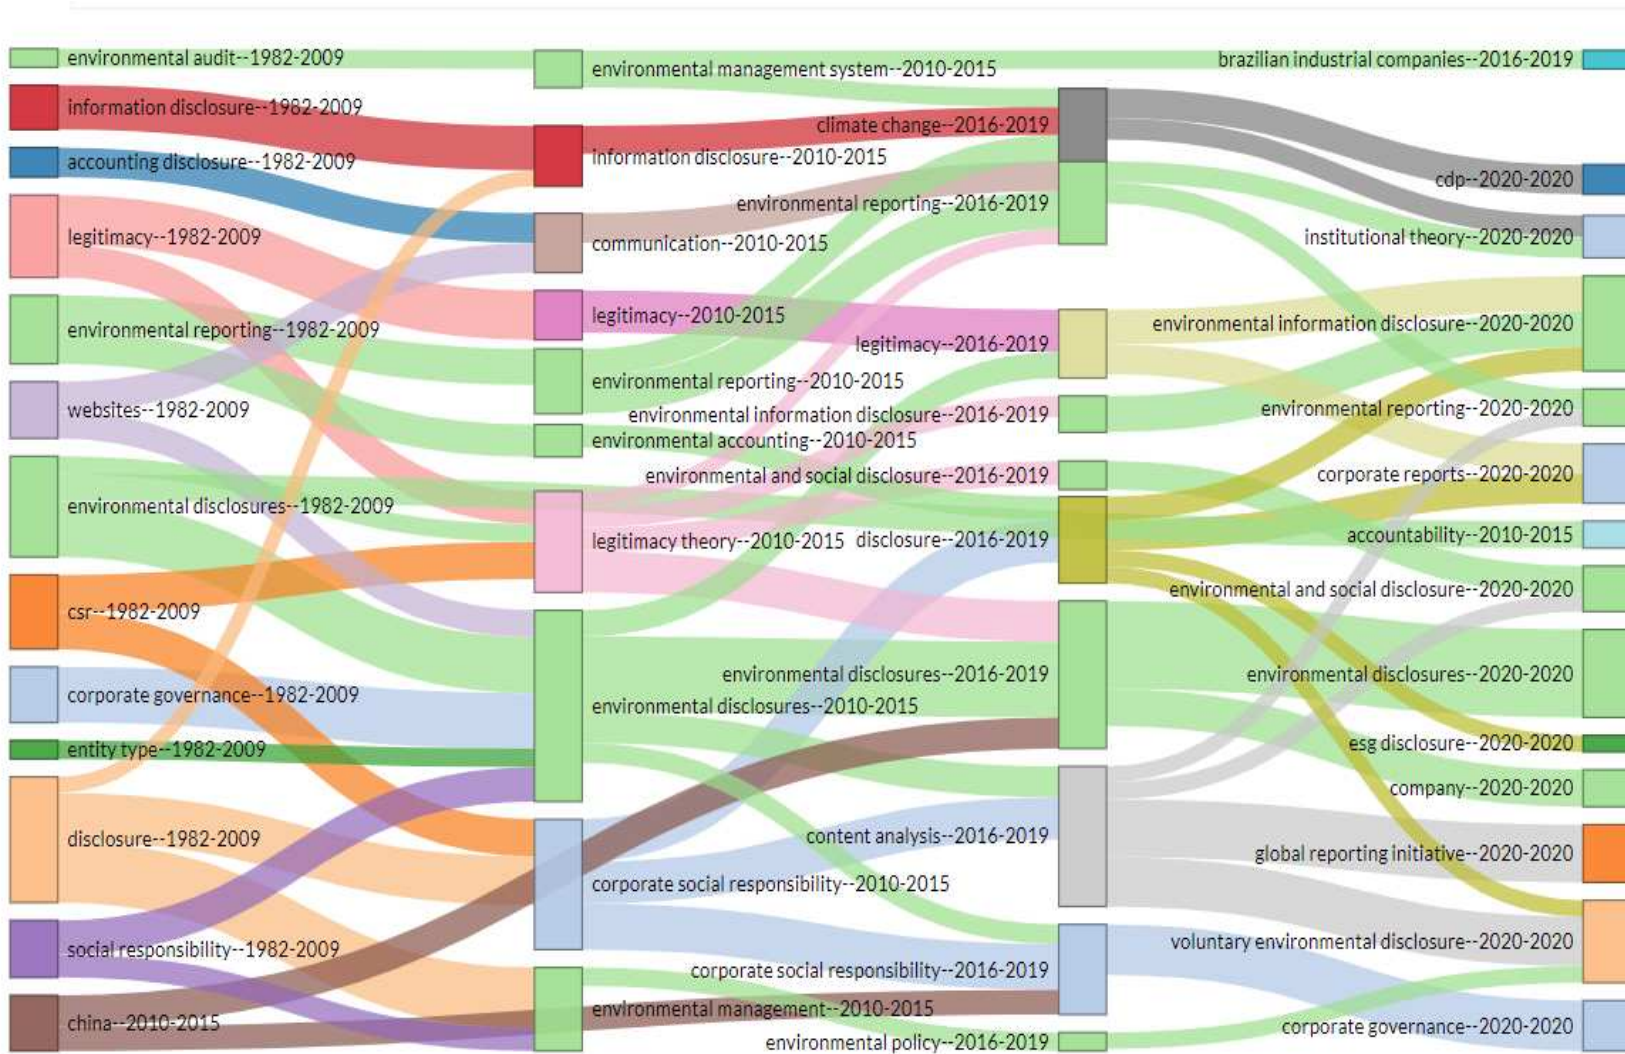 environmental audit--1982-2009
information disclosure--1982-2009
accounting disclosure--1982-2009
legitimacy--1982-2009
environmental reporting--1982-2009
websites--1982-2009
environmental disclosures--1982-2009
csr--1982-2009
corporate governance--1982-2009
entity type--1982-2009
disclosure--1982-2009
social responsibility--1982-2009
china--2010-2015
environmental management system--2010-2015
information disclosure--2010-2015
communication--2010-2015
legitimacy--2010-2015
environmental reporting--2010-2015
environmental accounting--2010-2015
legitimacy theory--2010-2015
environmental disclosures--2010-2015
corporate social responsibility--2010-2015
environmental management--2010-2015
climate change--2016-2019
environmental reporting--2016-2019
legitimacy--2016-2019
environmental information disclosure--2016-2019
environmental and social disclosure--2016-2019
disclosure--2016-2019
environmental disclosures--2016-2019
content analysis--2016-2019
corporate social responsibility--2016-2019
environmental policy--2016-2019
brazilian industrial companies--2016-2019
cdp--2020-2020
institutional theory--2020-2020
environmental information disclosure--2020-2020
environmental reporting--2020-2020
corporate reports--2020-2020
accountability--2010-2015
environmental and social disclosure--2020-2020
environmental disclosures--2020-2020
esg disclosure--2020-2020
company--2020-2020
global reporting initiative--2020-2020
voluntary environmental disclosure--2020-2020
corporate governance--2020-2020